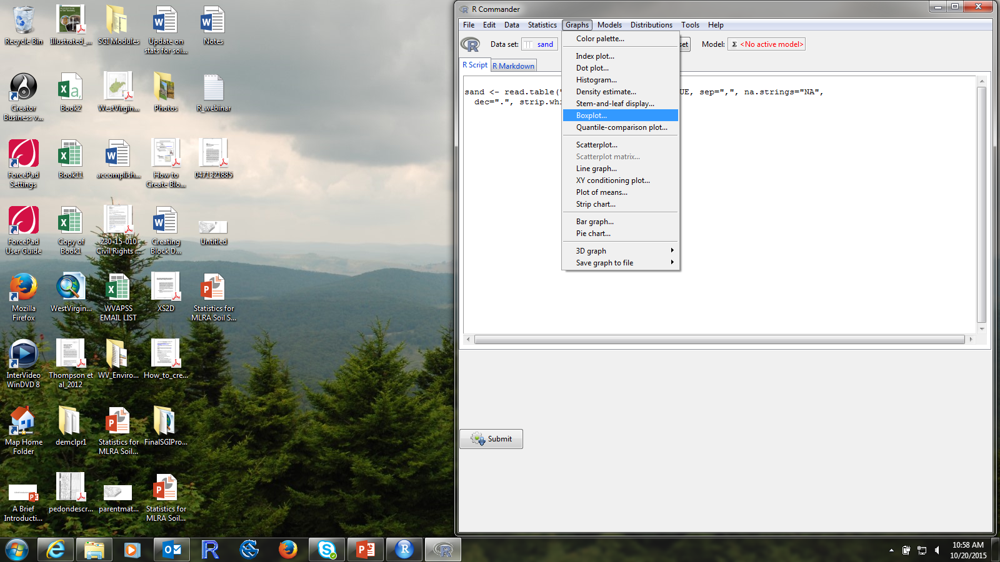 Recycle Bin
Illustrated_...
SGI Modules
Update on
stats for soi...
Notes
Creator
Business v...
Book2
WestVirgin...
Photos
R_webinar
ForcePad
Settings
Book11
accomplish...
How to
Create Blo...
0471321885
ForcePad
User Guide
Copy of
Book1
230-15-010
Civil Rights ...
Creating
Block D...
Untitled
Mozilla
Firefox
WestVirgin...
WVAPSS
EMAIL LIST
XS2D
Statistics for
MLRA Soil S...
InterVideo
WinDVD 8
Thompson et
al_2012
WV_Enviro...
How_to_cre...
Map Home
Folder
demclpr1
Statistics for
MLRA Soil...
FinalSGIPro...
A Brief
Introducti...
pedondescr...
parentmat...
Statistics for
MLRA Soil...
R Commander
File Edit Data Statistics Graphs Models Distributions Tools Help
Data set: sand set Model: Σ <No active model>
R Script R Markdown
sand <- read.table(" UE, sep=",", na.strings="NA",
dec=".", strip.whi
Color palette...
Index plot...
Dot plot...
Histogram...
Density estimate...
Stem-and-leaf display...
Boxplot...
Quantile-comparison plot...
Scatterplot...
Scatterplot matrix...
Line graph...
XY conditioning plot...
Plot of means...
Strip chart...
Bar graph...
Pie chart...
3D graph
Save graph to file
Submit
10:58 AM
10/20/2015